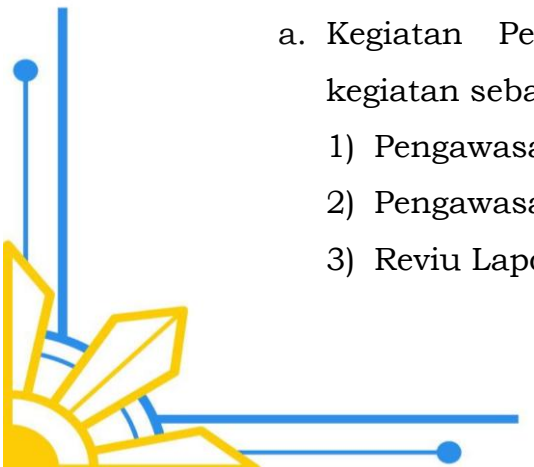 a. Kegiatan Pe
kegiatan seba
1) Pengawasa
2) Pengawasa
3) Reviu Lapo